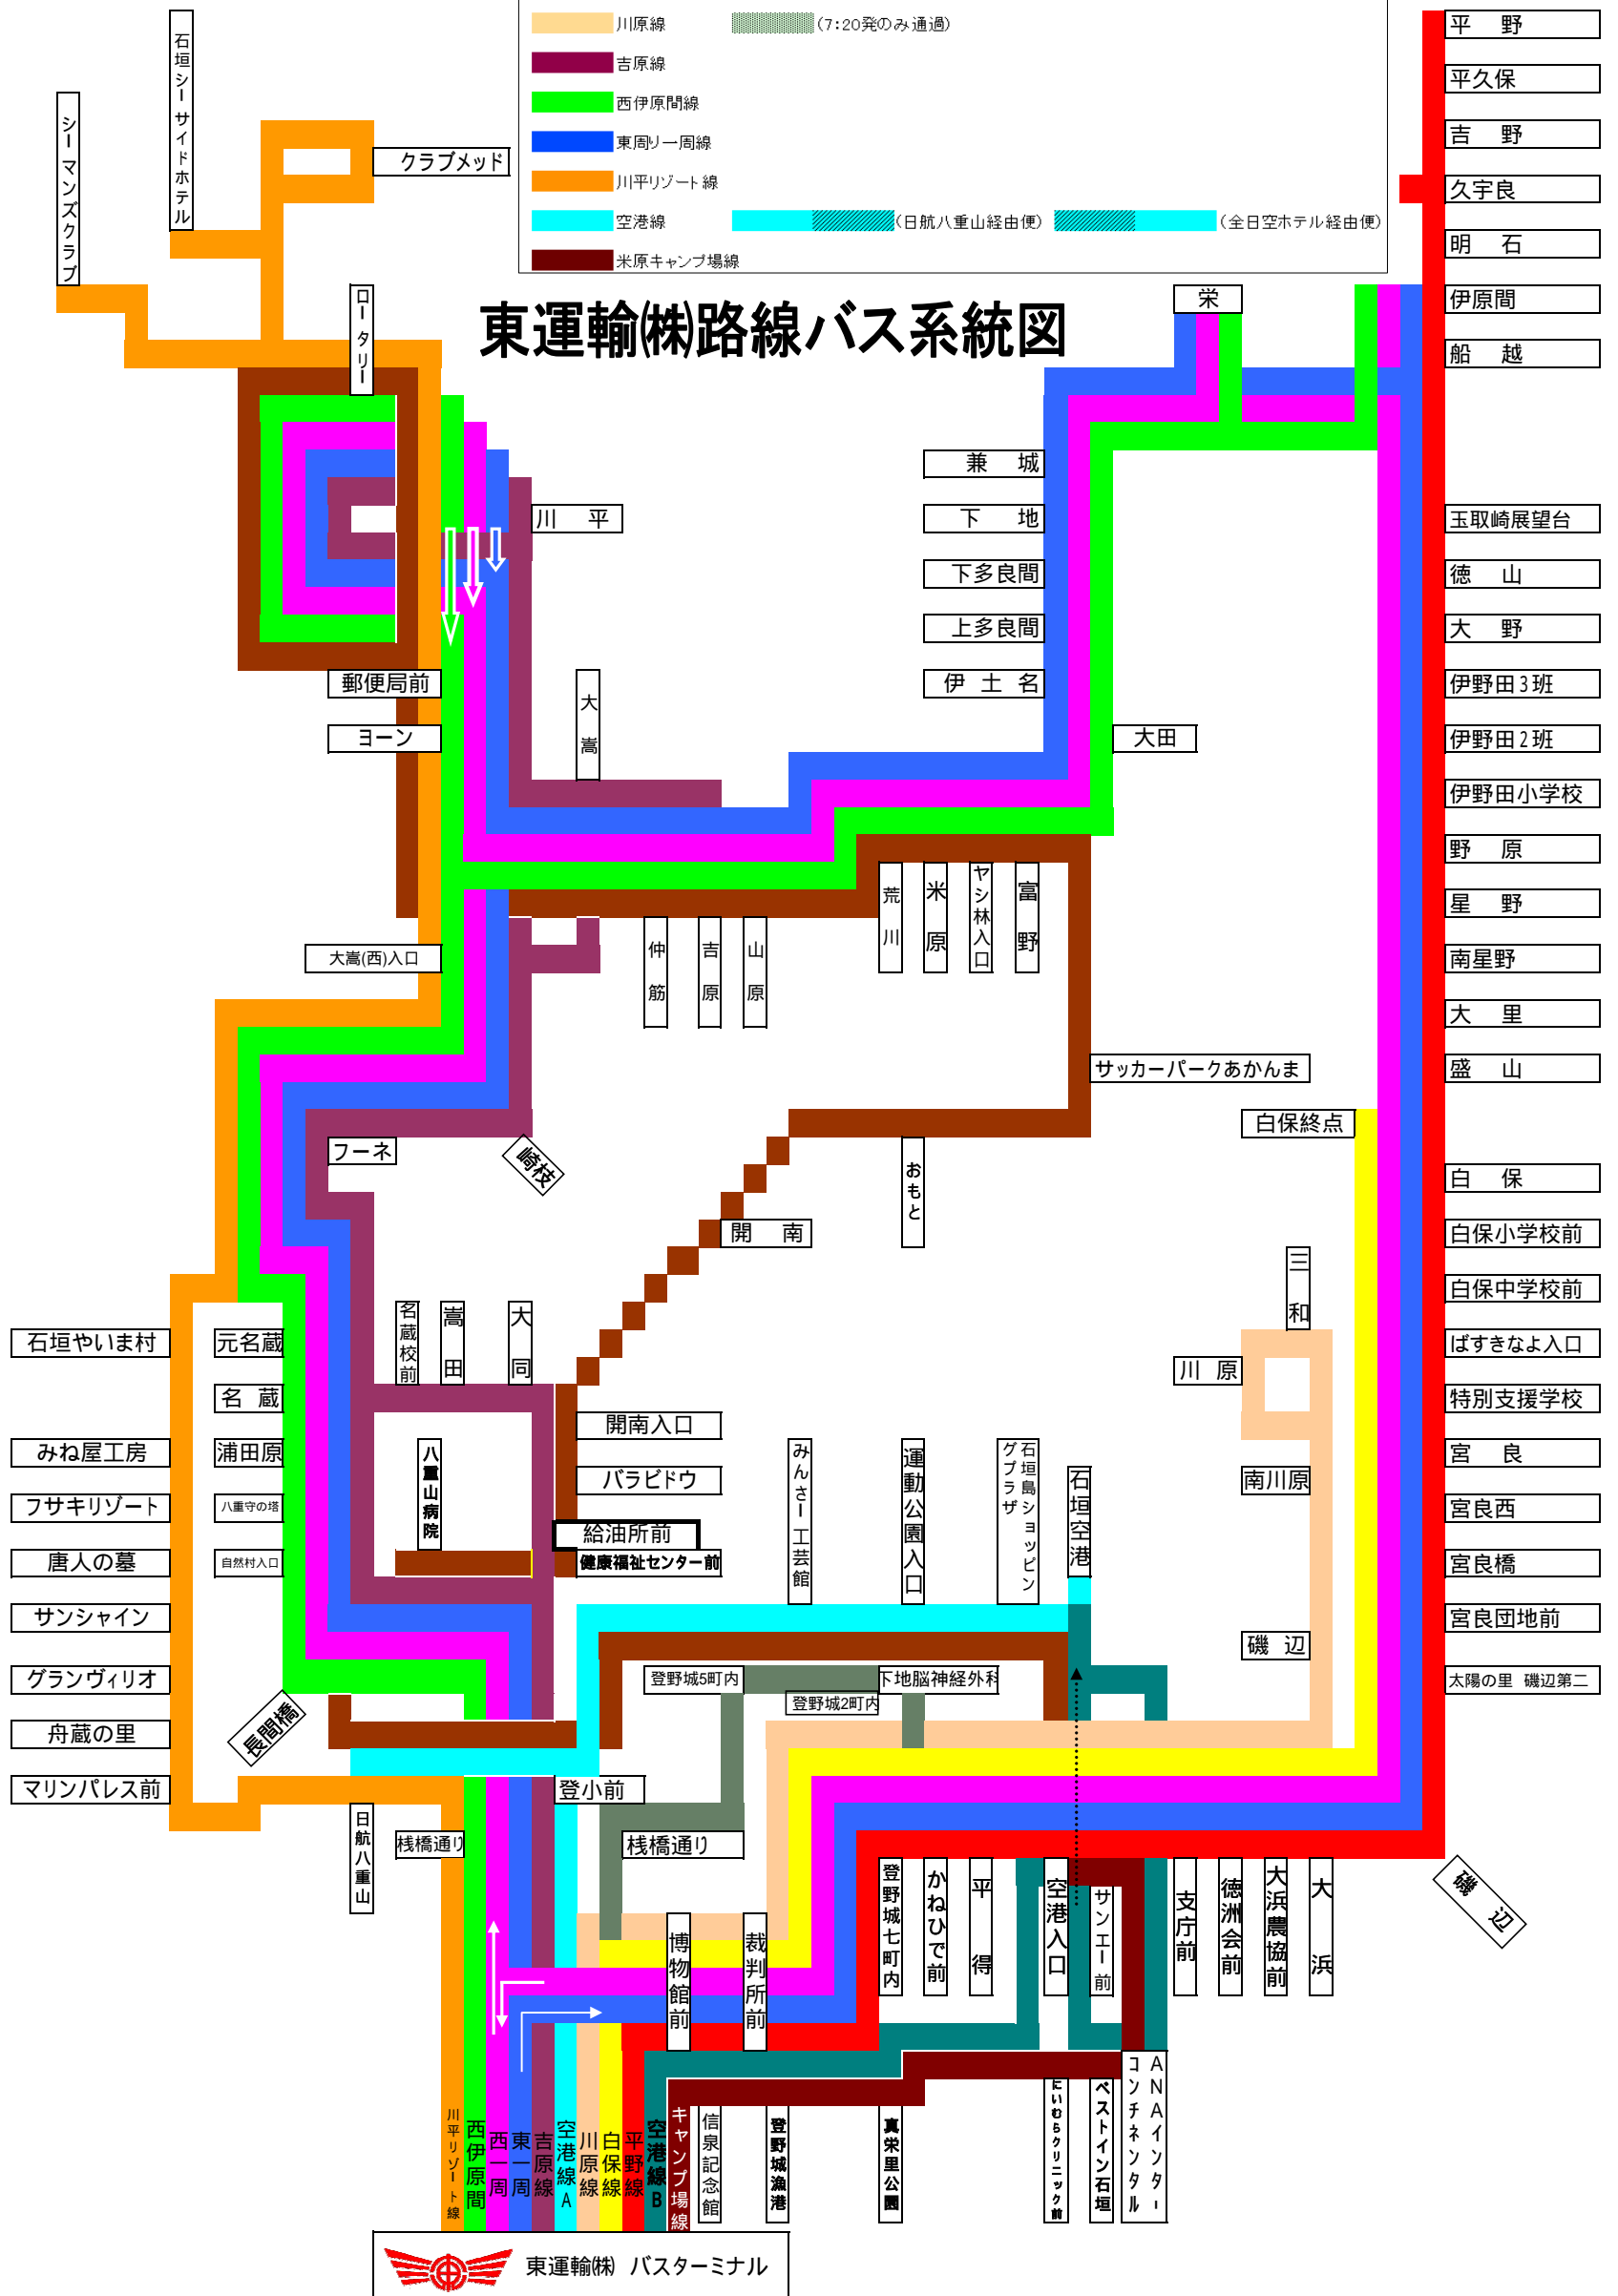 川原線
(7:20発のみ通過)
吉原線
西伊原間線
東周り一周線
川平リゾート線
空港線
(日航八重山経由便)
(全日空ホテル経由便)
米原キャンプ場線
東運輸㈱路線バス系統図
石垣シーサイドホテル
シーマンズクラブ
クラブメッド
ロータリー
川平
郵便局前
ヨーン
大嵩
大嵩(西)入口
仲筋
吉原
山原
荒川
米原
ヤシ林入口
富野
栄
兼城
下地
下多良間
上多良間
伊土名
大田
平野
平久保
吉野
久宇良
明石
伊原間
船越
玉取崎展望台
徳山
大野
伊野田3班
伊野田2班
伊野田小学校
野原
星野
南星野
大里
盛山
白保
白保小学校前
白保中学校前
ばすきなよ入口
特別支援学校
宮良
宮良西
宮良橋
宮良団地前
太陽の里 磯辺第二
サッカーパークあかんま
白保終点
フーネ
崎枝
おもと
開南
三和
川原
南川原
磯辺
石垣やいま村
みね屋工房
フサキリゾート
唐人の墓
サンシャイン
グランヴィリオ
舟蔵の里
マリンパレス前
元名蔵
名蔵
浦田原
八重守の塔
自然村入口
長間橋
名蔵校前
嵩田
大同
八重山病院
開南入口
バラビドウ
給油所前
健康福祉センター前
みんさー工芸館
運動公園入口
石垣島ショッピングプラザ
石垣空港
登野城5町内
登野城2町内
下地脳神経外科
登小前
日航八重山
桟橋通り
桟橋通り
博物館前
裁判所前
登野城七町内
かねひで前
平得
空港入口
サンエー前
支庁前
徳洲会前
大浜農協前
大浜
磯辺
川平リゾート線
西伊原間
西一周
東一周
吉原線
空港線A
川原線
白保線
平野線
空港線B
キャンプ場線
信泉記念館
登野城漁港
真栄里公園
にいむらクリニック前
ベストイン石垣
ANAインターコンチネンタル
東運輸㈱ バスターミナル